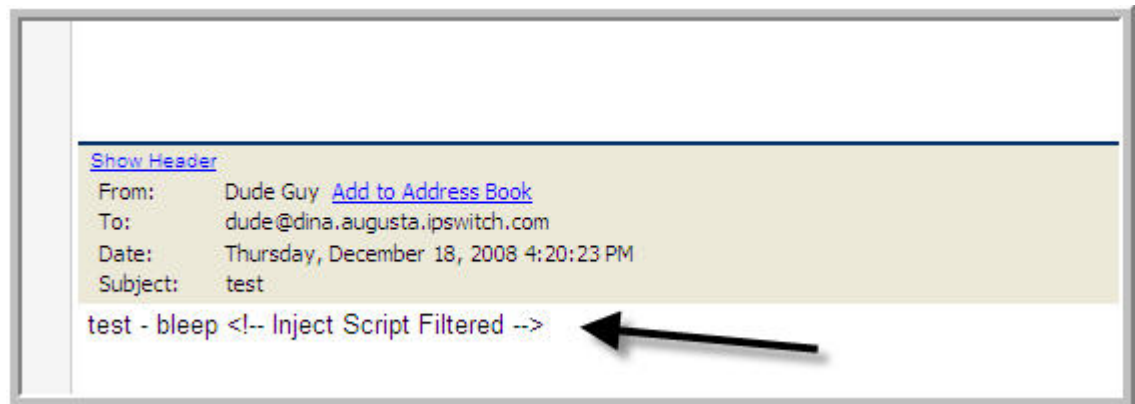 Show Header
From: Dude Guy Add to Address Book
To: dude@dina.augusta.ipswitch.com
Date: Thursday, December 18, 2008 4:20:23 PM
Subject: test
test - bleep <!-- Inject Script Filtered -->